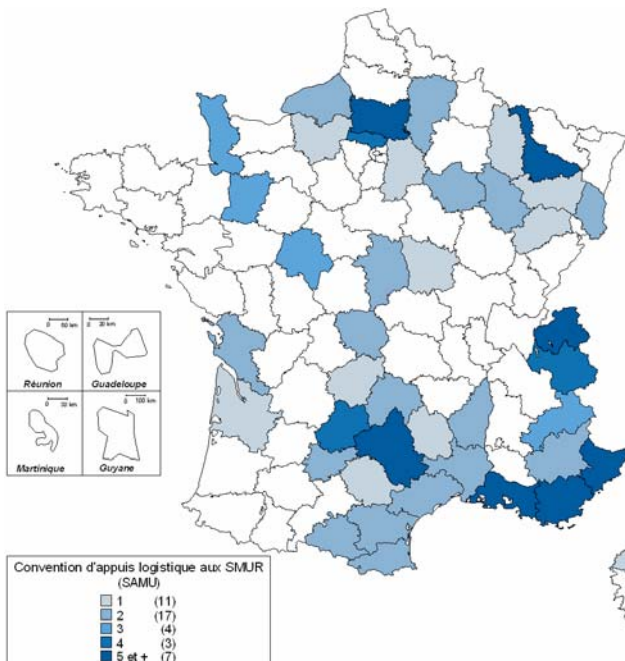 0 50 km
0 20 km
Réunion
Guadeloupe
0 30 km
0 100 km
Martinique
Guyane
Convention d'appuis logistique aux SMUR
(SAMU)
1 (11)
2 (17)
3 (4)
4 (3)
5 et + (7)